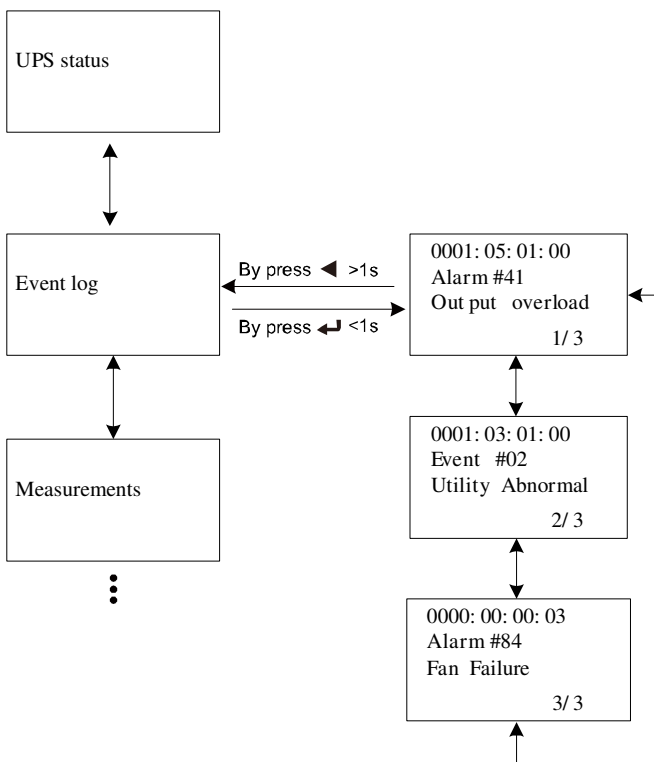 UPS status
Event log
By press ◀ >1s
By press ↵ <1s
Measurements
0001: 05: 01: 00
Alarm #41
Out put overload
1/ 3
0001: 03: 01: 00
Event #02
Utility Abnormal
2/ 3
0000: 00: 00: 03
Alarm #84
Fan Failure
3/ 3